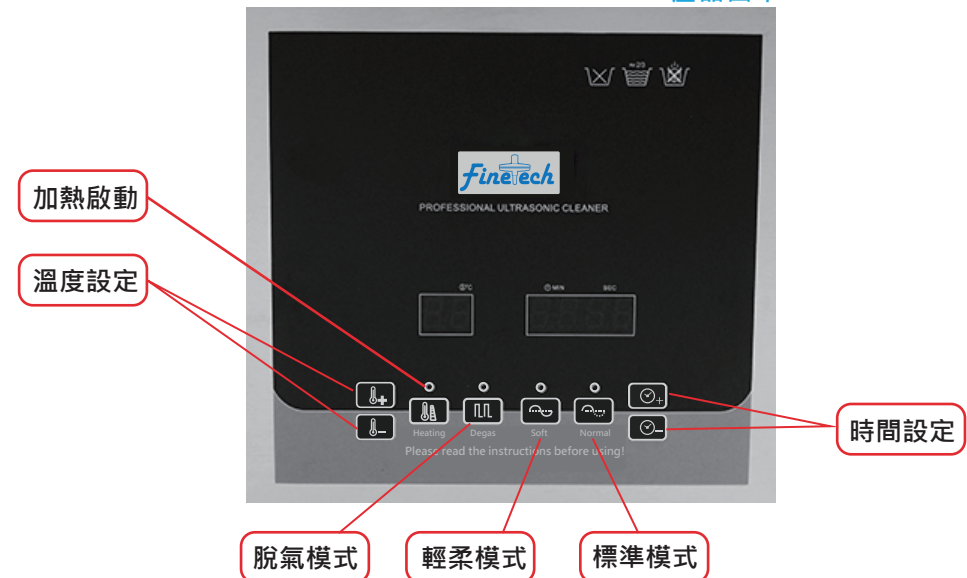 ≈2/3
Finetech
PROFESSIONAL ULTRASONIC CLEANER
加熱啟動
溫度設定
°C
MIN SEC
Heating Degas Soft Normal
Please read the instructions before using!
時間設定
脫氣模式 輕柔模式 標準模式